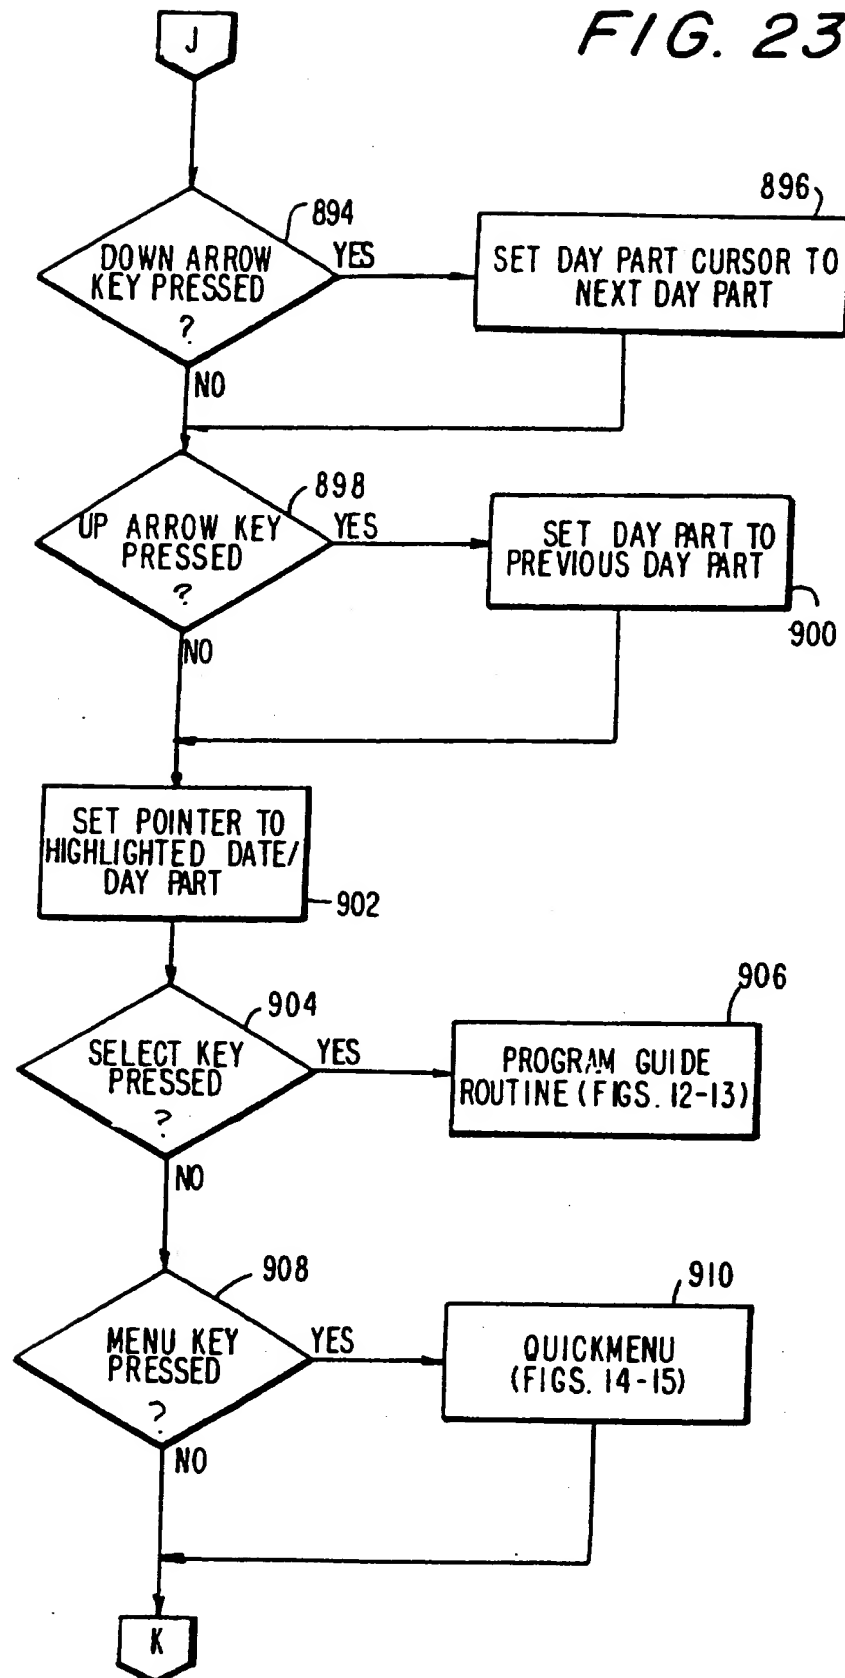 FIG. 23
J
894
DOWN ARROW
KEY PRESSED
?
YES
NO
896
SET DAY PART CURSOR TO
NEXT DAY PART
898
UP ARROW KEY
PRESSED
?
YES
NO
SET DAY PART TO
PREVIOUS DAY PART
900
SET POINTER TO
HIGHLIGHTED DATE/
DAY PART
902
904
SELECT KEY
PRESSED
?
YES
NO
906
PROGRAM GUIDE
ROUTINE (FIGS. 12-13)
908
MENU KEY
PRESSED
?
YES
NO
910
QUICKMENU
(FIGS. 14-15)
K